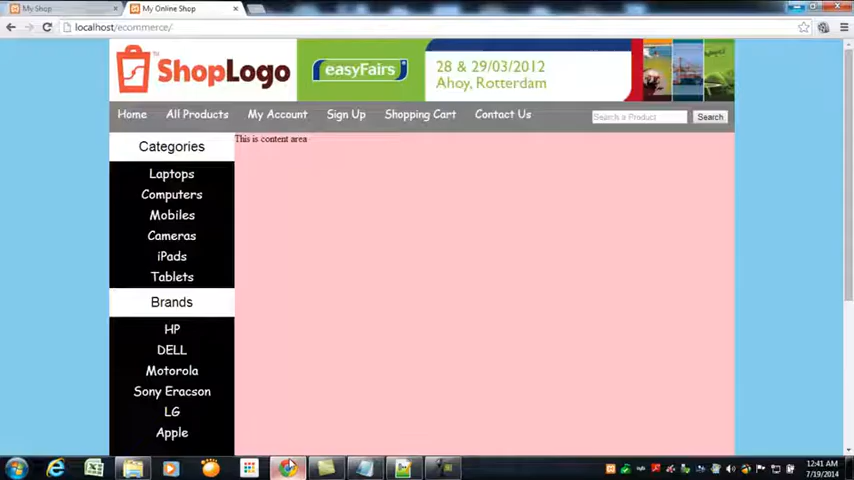 My Shop
My Online Shop
localhost/ecommerce/
ShopLogo
easyFairs
28 & 29/03/2012
Ahoy, Rotterdam
Home All Products My Account Sign Up Shopping Cart Contact Us Search a Product Search
Categories
This is content area
Laptops
Computers
Mobiles
Cameras
iPads
Tablets
Brands
HP
DELL
Motorola
Sony Eracson
LG
Apple
12:41 AM
7/19/2014